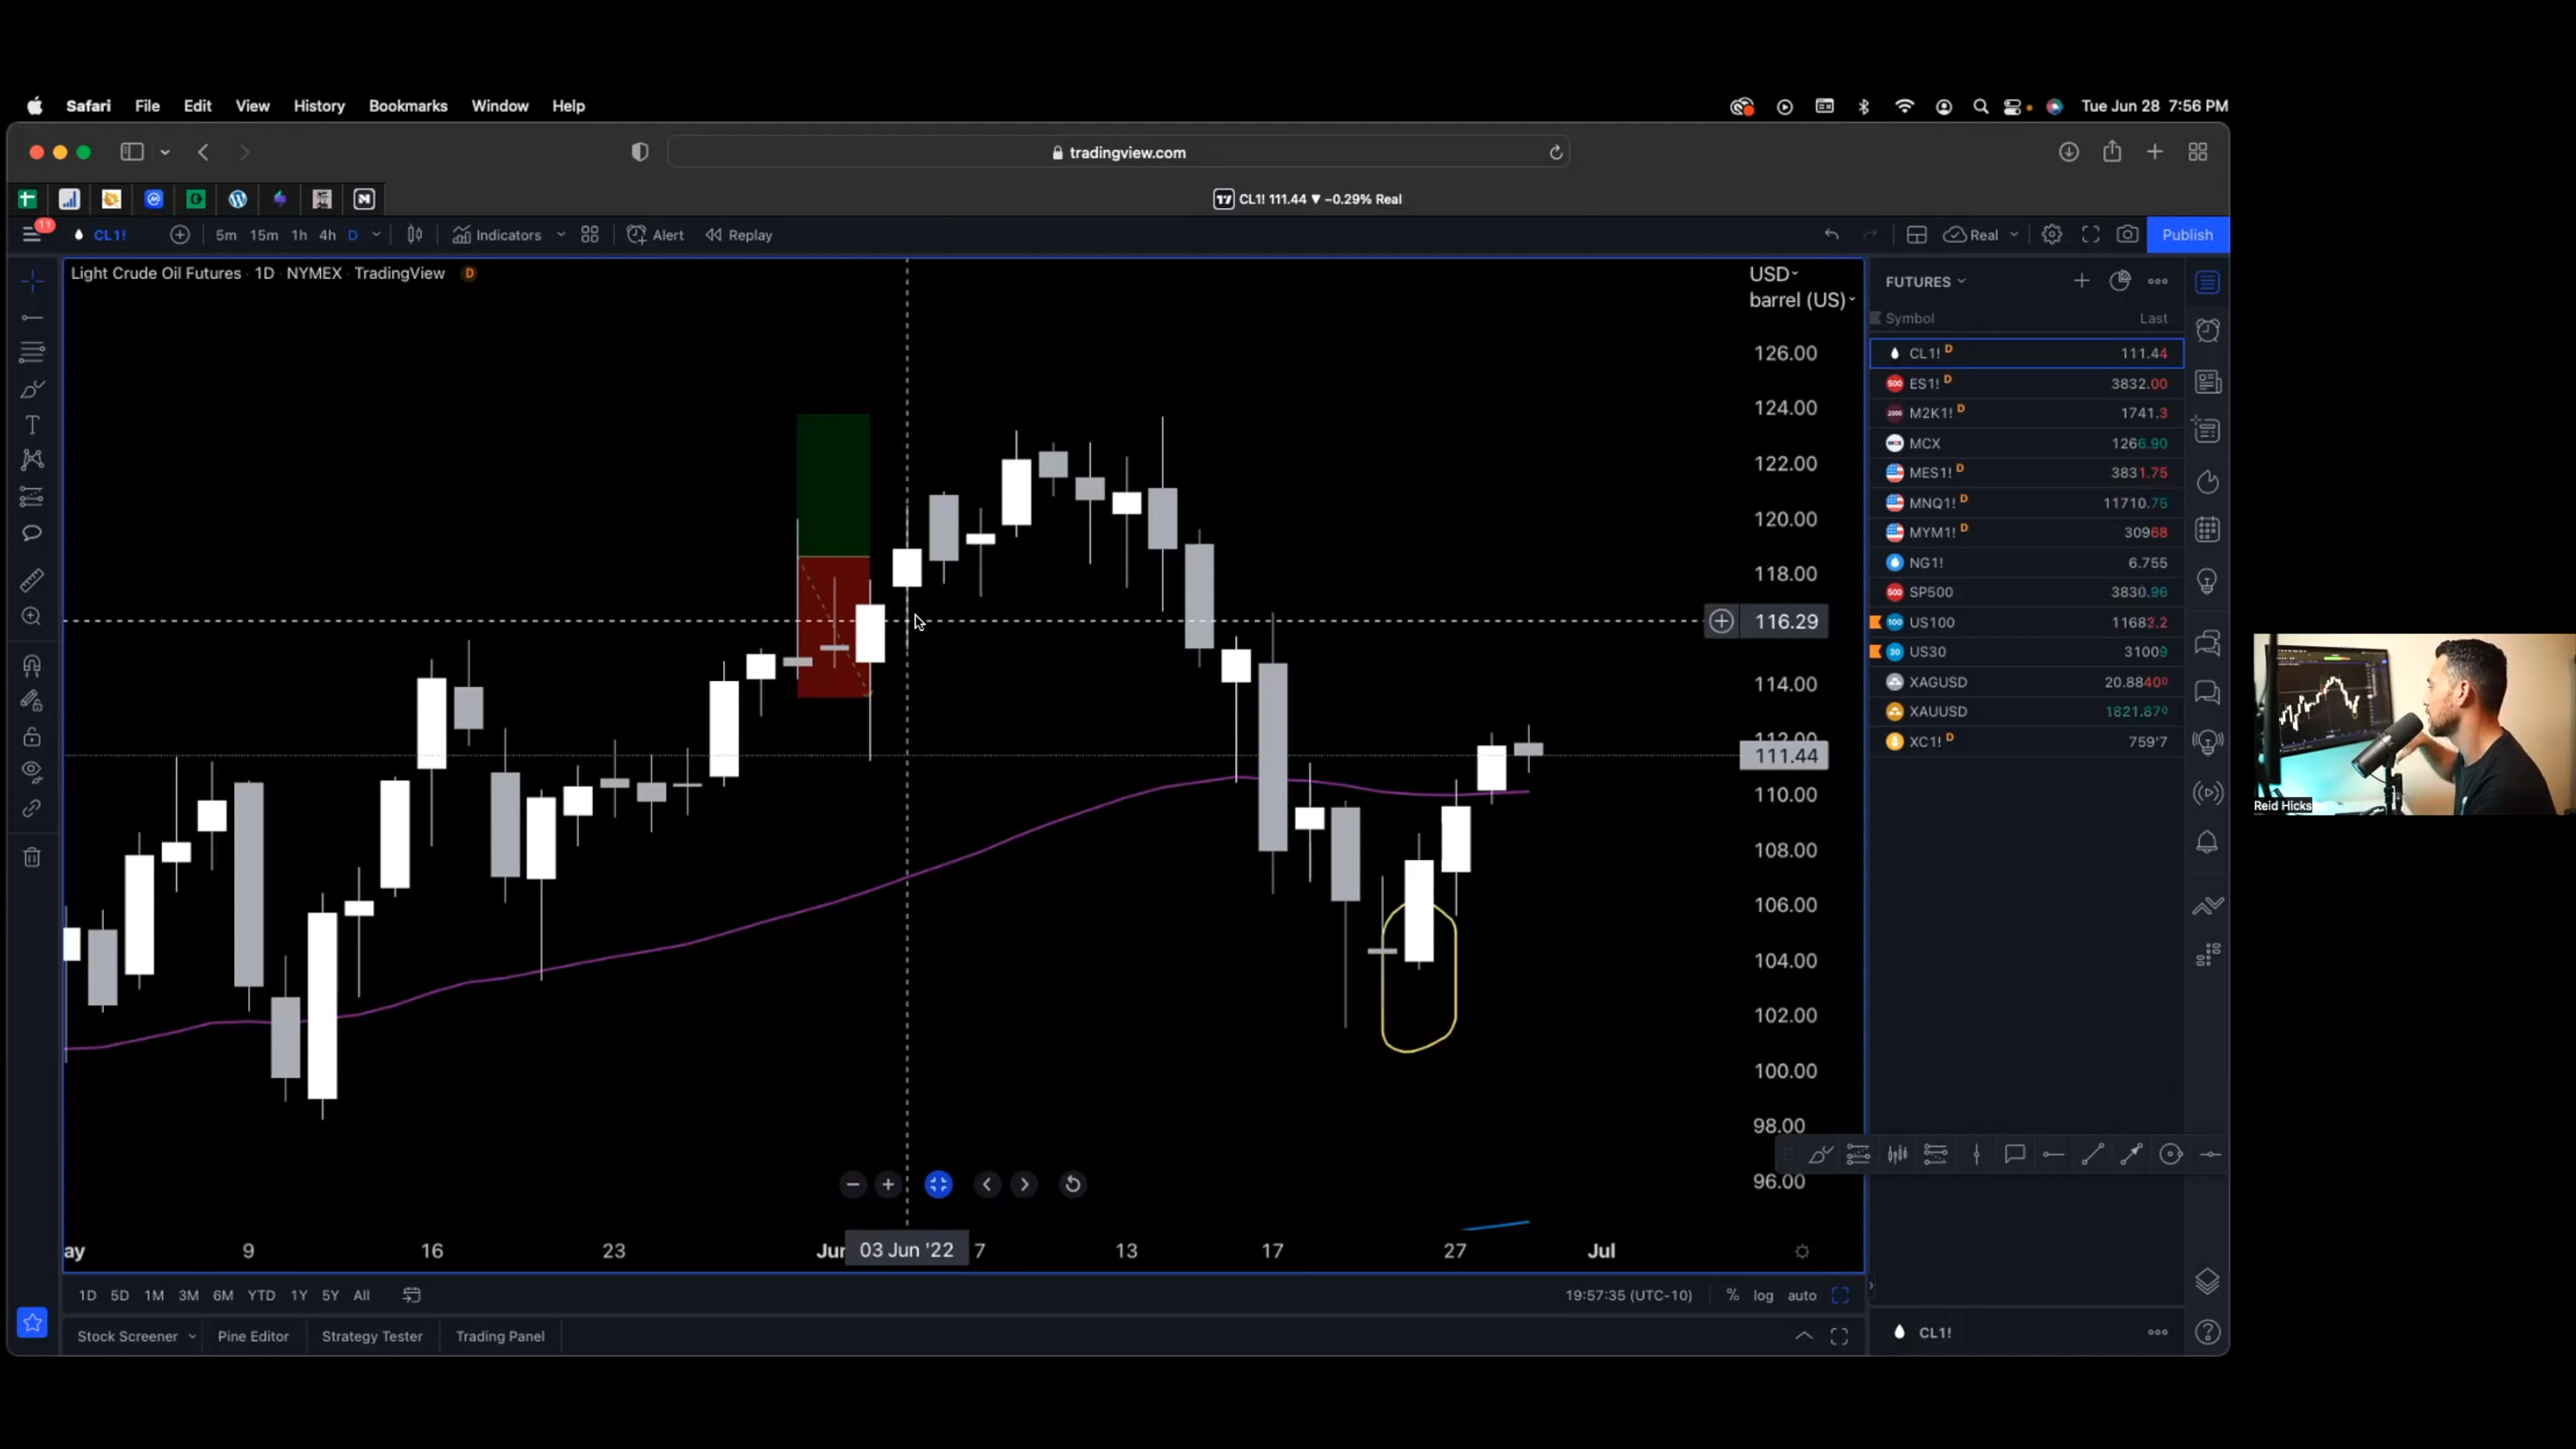 Safari File Edit View History Bookmarks Window Help
Tue Jun 28 7:56 PM
tradingview.com
CL1! 111.44 ▼ −0.29% Real
11
CL1! 5m 15m 1h 4h D Indicators Alert Replay Real Publish
Light Crude Oil Futures · 1D · NYMEX · TradingView D
USD
barrel (US)
126.00
124.00
122.00
120.00
118.00
116.29
114.00
111.44
110.00
108.00
106.00
104.00
102.00
100.00
98.00
96.00
ay 9 16 23 Jun 03 Jun '22 7 13 17 27 Jul
1D 5D 1M 3M 6M YTD 1Y 5Y All
19:57:35 (UTC-10) % log auto
Stock Screener Pine Editor Strategy Tester Trading Panel
FUTURES
Symbol Last
CL1! D 111.44
ES1! D 3832.00
M2K1! D 1741.3
MCX 1266.90
MES1! D 3831.75
MNQ1! D 11710.75
MYM1! D 30968
NG1! 6.755
SP500 3830.96
US100 11683.2
US30 31009
XAGUSD 20.88400
XAUUSD 1821.870
XC1! D 759'7
CL1!
Reid Hicks